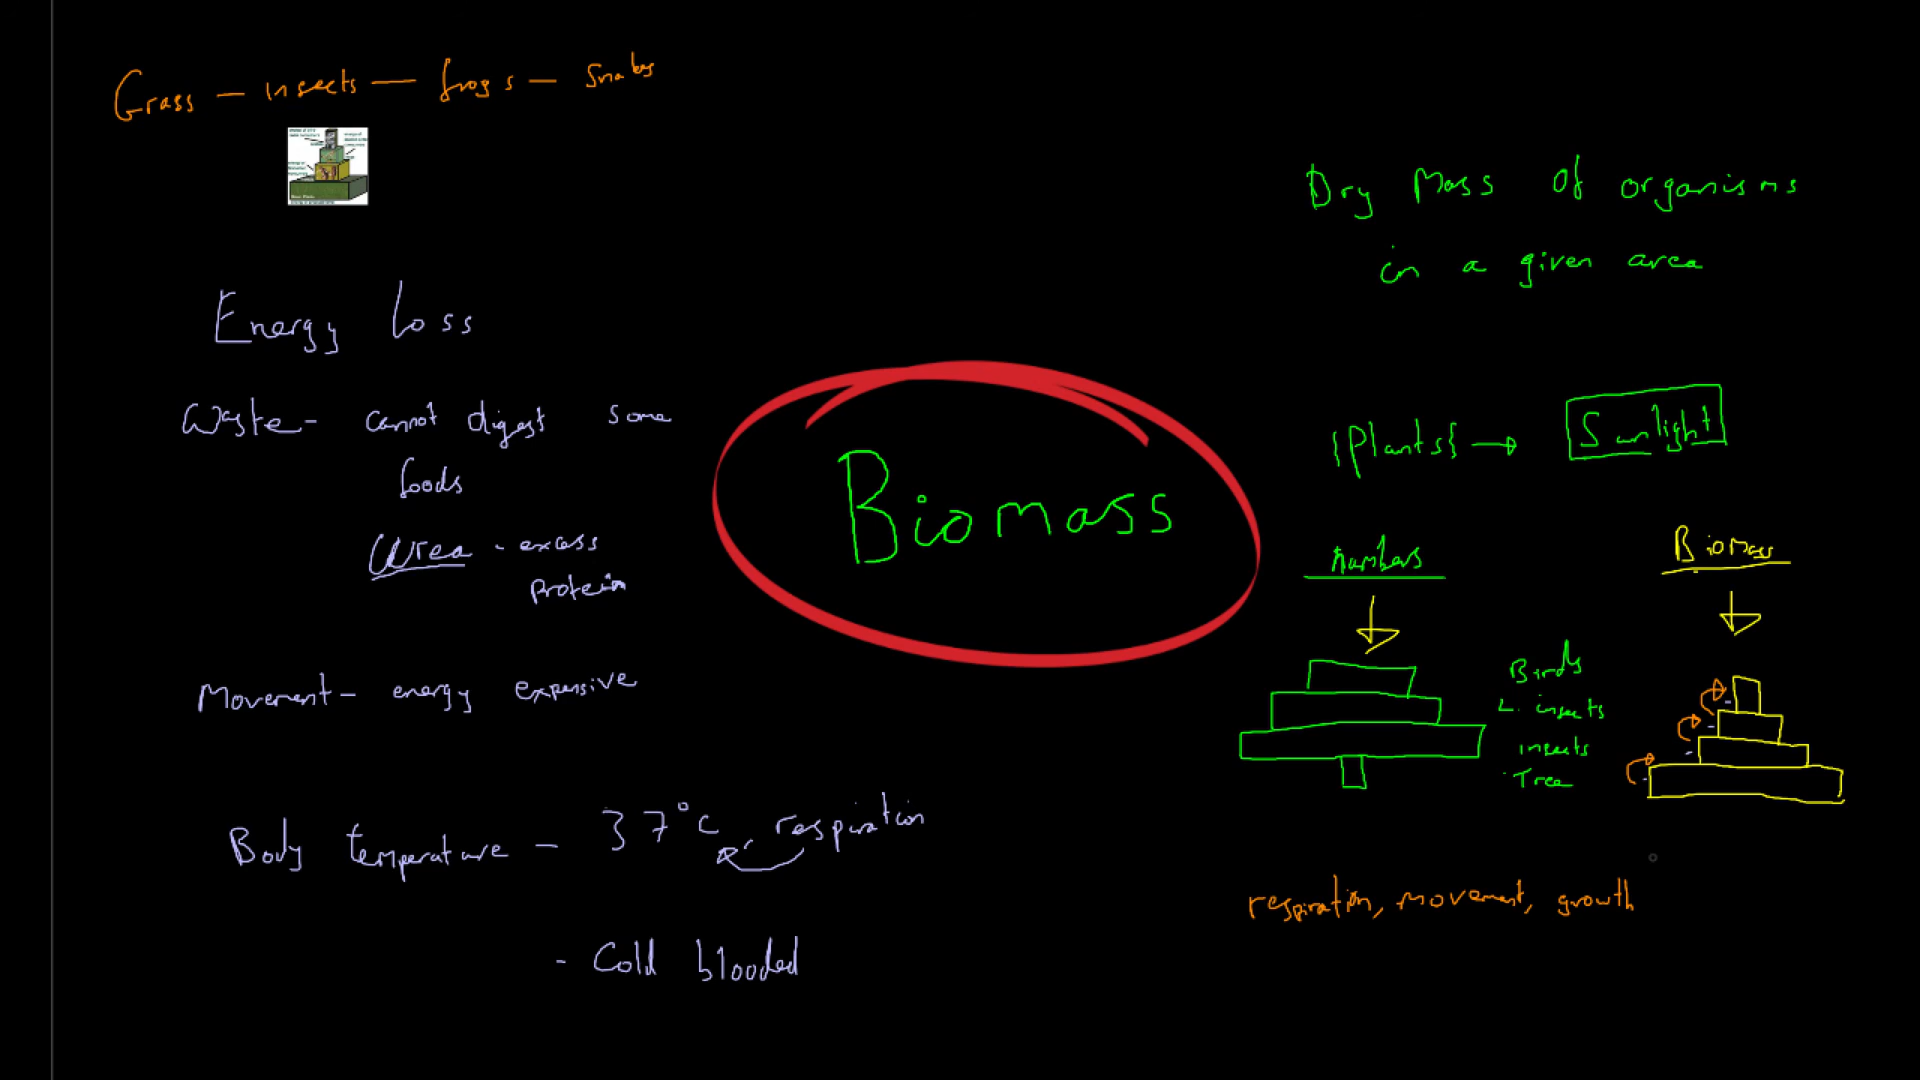 Grass - insects - frogs - Snakes
Energy loss
Waste - cannot digest some
foods
Urea - excess
protein
Movement - energy expensive
Body temperature - 37°C respiration
- Cold blooded
Biomass
Dry Mass of organisms
in a given area
{Plants} → Sunlight
Numbers
Biomass
Birds
L. insects
insects
Tree
respiration, movement, growth